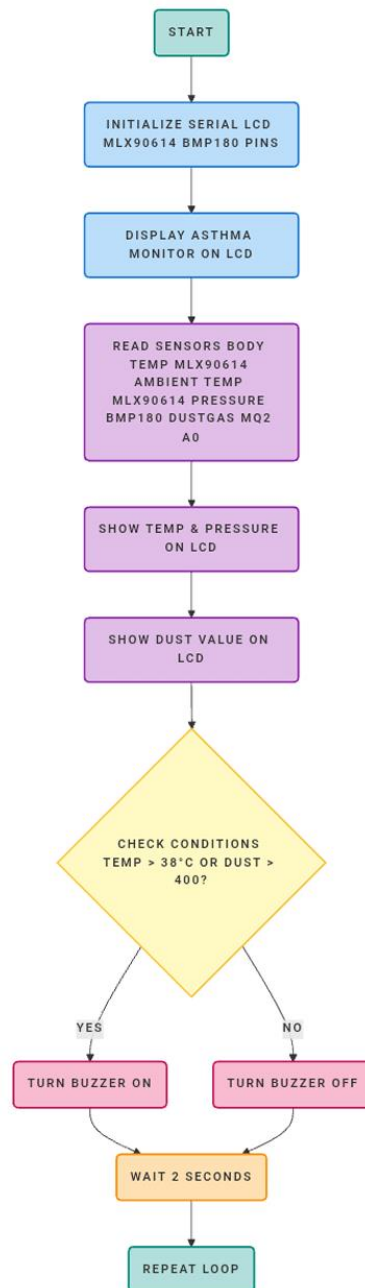 START
INITIALIZE SERIAL LCD
MLX90614 BMP180 PINS
DISPLAY ASTHMA
MONITOR ON LCD
READ SENSORS BODY
TEMP MLX90614
AMBIENT TEMP
MLX90614 PRESSURE
BMP180 DUSTGAS MQ2
A0
SHOW TEMP & PRESSURE
ON LCD
SHOW DUST VALUE ON
LCD
CHECK CONDITIONS
TEMP > 38°C OR DUST >
400?
YES
NO
TURN BUZZER ON
TURN BUZZER OFF
WAIT 2 SECONDS
REPEAT LOOP